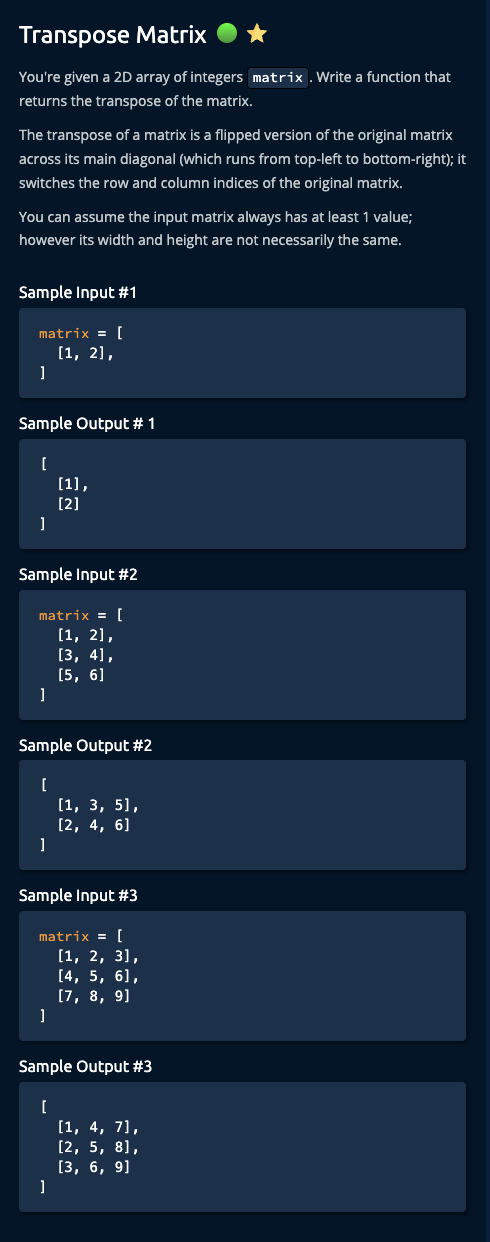 Transpose Matrix 🟢 ⭐
You're given a 2D array of integers matrix. Write a function that
returns the transpose of the matrix.
The transpose of a matrix is a flipped version of the original matrix
across its main diagonal (which runs from top-left to bottom-right); it
switches the row and column indices of the original matrix.
You can assume the input matrix always has at least 1 value;
however its width and height are not necessarily the same.
Sample Input #1
matrix = [
  [1, 2],
]
Sample Output # 1
[
  [1],
  [2]
]
Sample Input #2
matrix = [
  [1, 2],
  [3, 4],
  [5, 6]
]
Sample Output #2
[
  [1, 3, 5],
  [2, 4, 6]
]
Sample Input #3
matrix = [
  [1, 2, 3],
  [4, 5, 6],
  [7, 8, 9]
]
Sample Output #3
[
  [1, 4, 7],
  [2, 5, 8],
  [3, 6, 9]
]